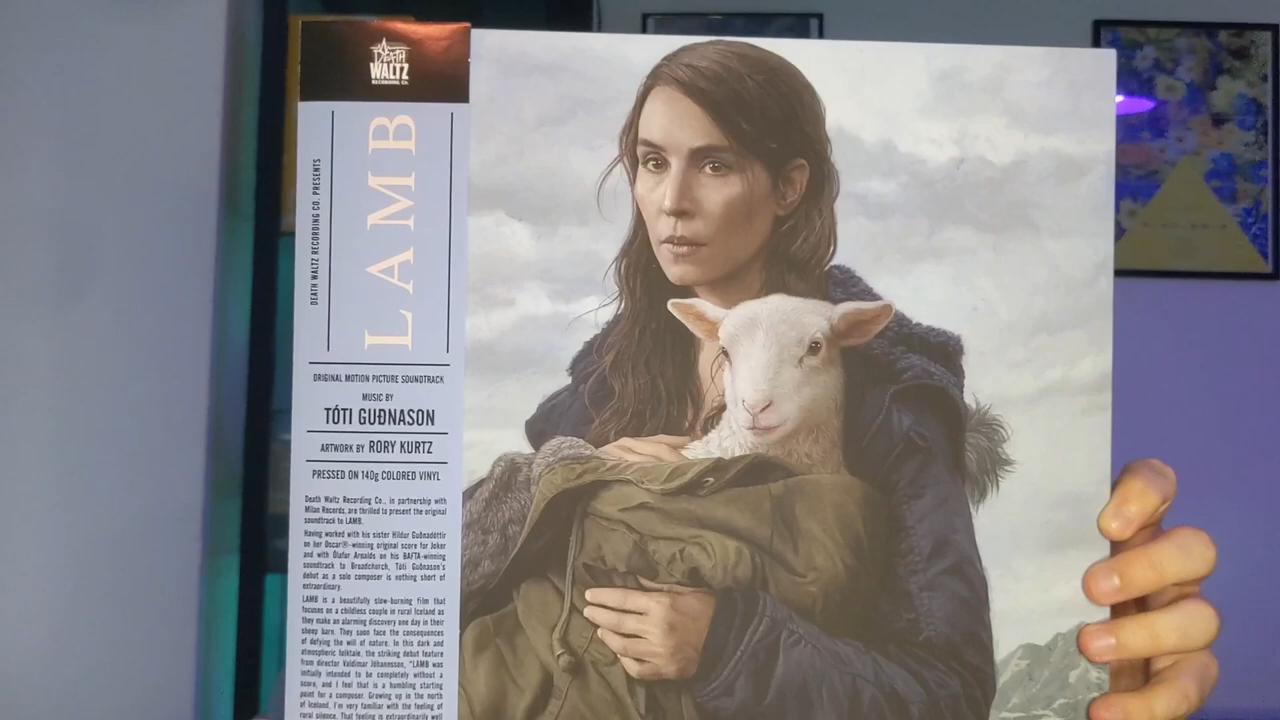 DEATH
WALTZ
RECORDING Co.
DEATH WALTZ RECORDING CO. PRESENTS
LAMB
ORIGINAL MOTION PICTURE SOUNDTRACK
MUSIC BY
TÓTI GUÐNASON
ARTWORK BY RORY KURTZ
PRESSED ON 140g COLORED VINYL
Death Waltz Recording Co., in partnership with
Milan Records, are thrilled to present the original
soundtrack to LAMB.
Having worked with his sister Hildur Guðnadóttir
on her Oscar®-winning original score for Joker
and with Ólafur Arnalds on his BAFTA-winning
soundtrack to Broadchurch, Tóti Guðnason's
debut as a solo composer is nothing short of
extraordinary.
LAMB is a beautifully slow-burning film that
focuses on a childless couple in rural Iceland as
they make an alarming discovery one day in their
sheep barn. They soon face the consequences
of defying the will of nature. In this dark and
atmospheric folktale, the striking debut feature
from director Valdimar Jóhannsson, "LAMB was
initially intended to be completely without a
score, and I feel that is a humbling starting
point for a composer. Growing up in the north
of Iceland, I'm very familiar with the feeling of
rural silence. That feeling is extraordinarily well